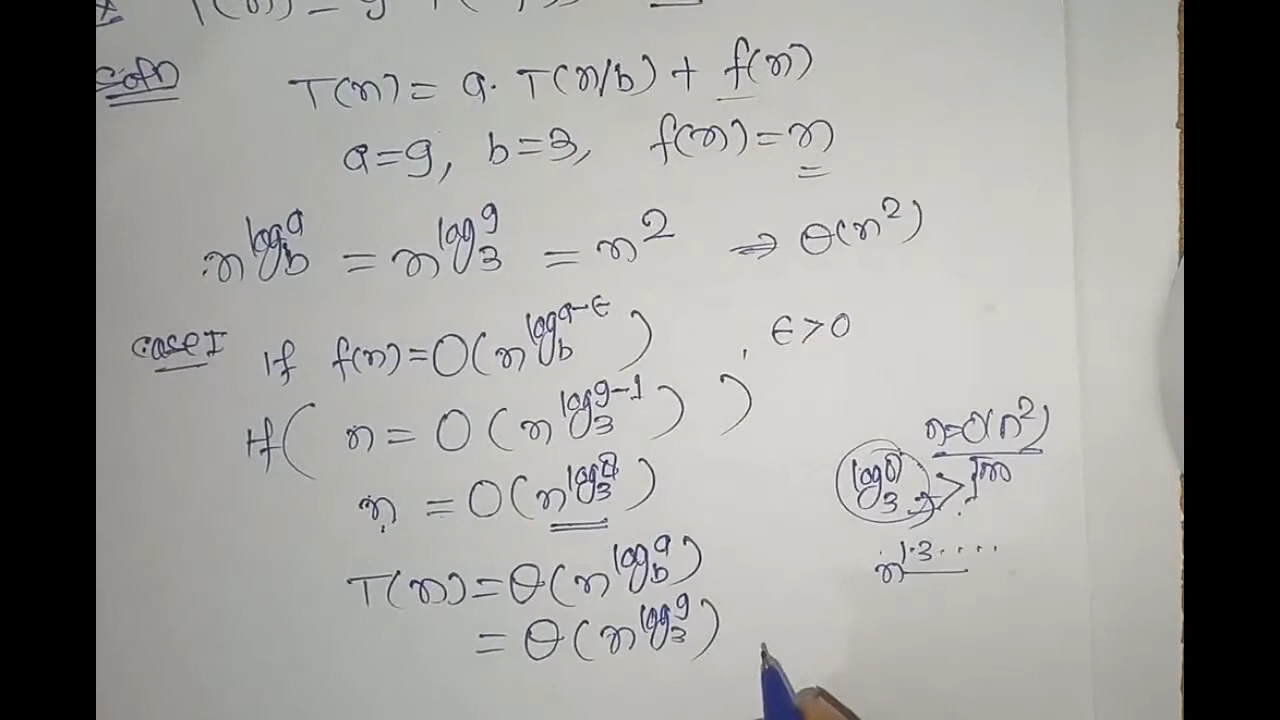 T(n) = 9 T(
Soln
T(n) = a. T(n/b) + f(n)
a=9, b=3, f(n)=n
n^log_b a = n^log_3 9 = n^2 ⇒ θ(n^2)
Case I If f(n)=O(n^log_b a-ϵ), ϵ>0
If( n = O(n^log_3 9-1) )
n = O(n^log_3 8)
T(n) = θ(n^log_b a)
= θ(n^log_3 9)
n=O(n^2)
log_3 8 >
n^1.3....